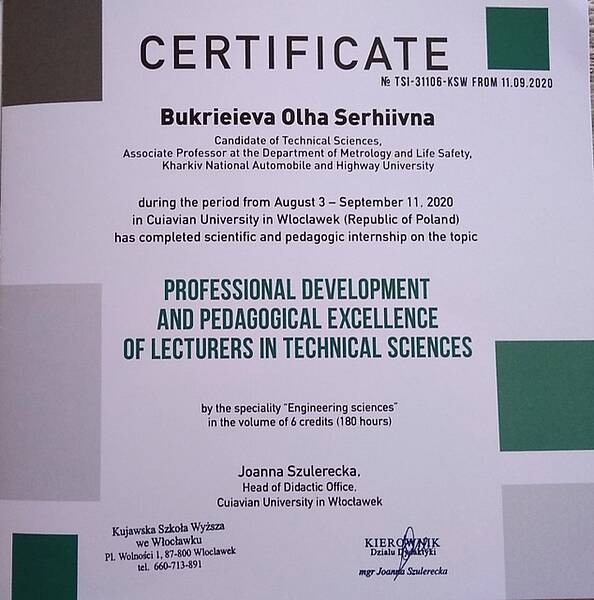 CERTIFICATE
№ TSI-31106-KSW FROM 11.09.2020
Bukrieieva Olha Serhiivna
Candidate of Technical Sciences,
Associate Professor at the Department of Metrology and Life Safety,
Kharkiv National Automobile and Highway University
during the period from August 3 – September 11, 2020
in Cuiavian University in Wloclawek (Republic of Poland)
has completed scientific and pedagogic internship on the topic
PROFESSIONAL DEVELOPMENT
AND PEDAGOGICAL EXCELLENCE
OF LECTURERS IN TECHNICAL SCIENCES
by the speciality "Engineering sciences"
in the volume of 6 credits (180 hours)
Joanna Szulerecka,
Head of Didactic Office,
Cuiavian University in Włocławek
Kujawska Szkoła Wyższa
we Włocławku
Pl. Wolności 1, 87-800 Włocławek
tel. 660-713-891
KIEROWNIK
Działu Dydaktyki
mgr Joanna Szulerecka